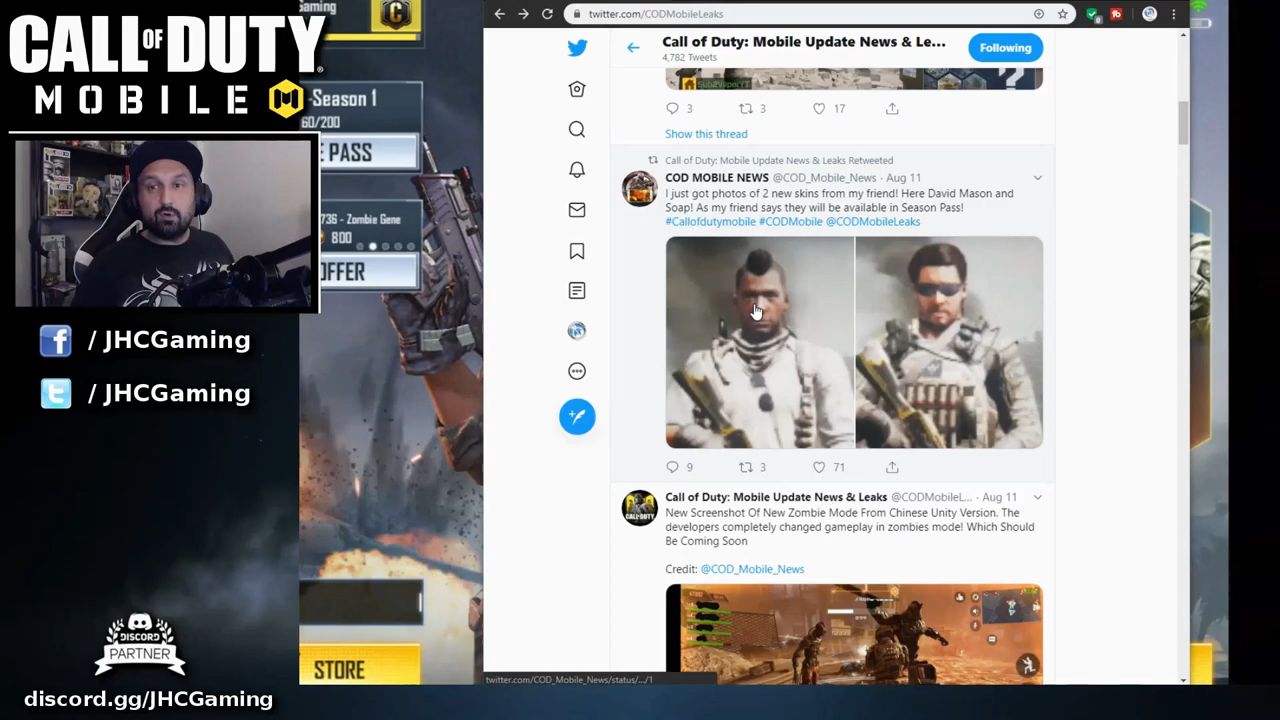 CALL OF DUTY
MOBILE
-Season 1
60/200
E PASS
736 - Zombie Gene
800
OFFER
/ JHCGaming
/ JHCGaming
DISCORD
PARTNER
discord.gg/JHCGaming
STORE
twitter.com/CODMobileLeaks
Call of Duty: Mobile Update News & Le...
4,782 Tweets
Following
3 3 17
Show this thread
Call of Duty: Mobile Update News & Leaks Retweeted
COD MOBILE NEWS @COD_Mobile_News · Aug 11
I just got photos of 2 new skins from my friend! Here David Mason and
Soap! As my friend says they will be available in Season Pass!
#Callofdutymobile #CODMobile @CODMobileLeaks
9 3 71
Call of Duty: Mobile Update News & Leaks @CODMobileL... · Aug 11
New Screenshot Of New Zombie Mode From Chinese Unity Version. The
developers completely changed gameplay in zombies mode! Which Should
Be Coming Soon
Credit: @COD_Mobile_News
twitter.com/COD_Mobile_News/status/.../1